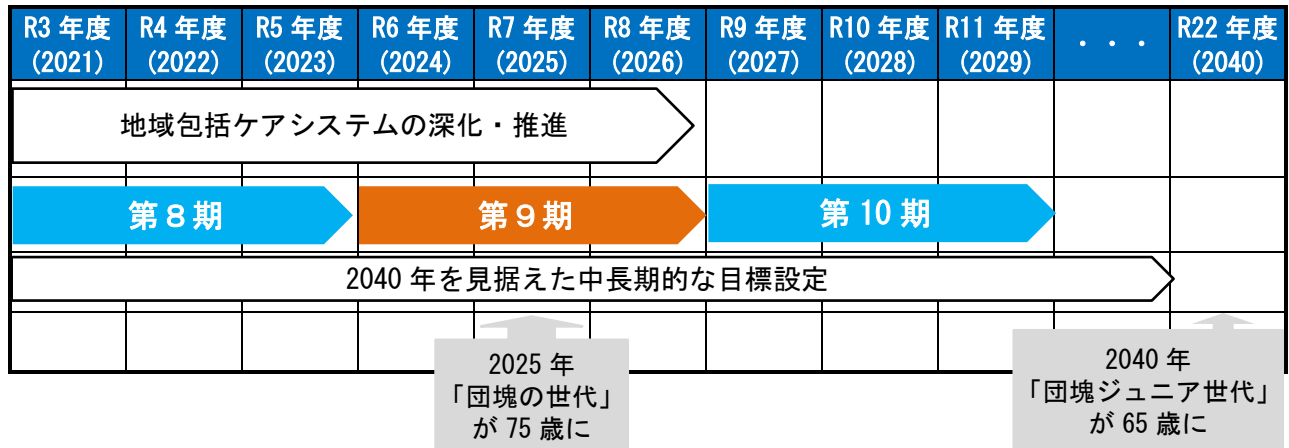 R3 年度 R4 年度 R5 年度 R6 年度 R7 年度 R8 年度 R9 年度 R10 年度 R11 年度 ・・・ R22 年度
(2021) (2022) (2023) (2024) (2025) (2026) (2027) (2028) (2029) (2040)
地域包括ケアシステムの深化・推進
第８期 第９期 第 10 期
2040 年を見据えた中長期的な目標設定
2025 年
「団塊の世代」
が 75 歳に
2040 年
「団塊ジュニア世代」
が 65 歳に